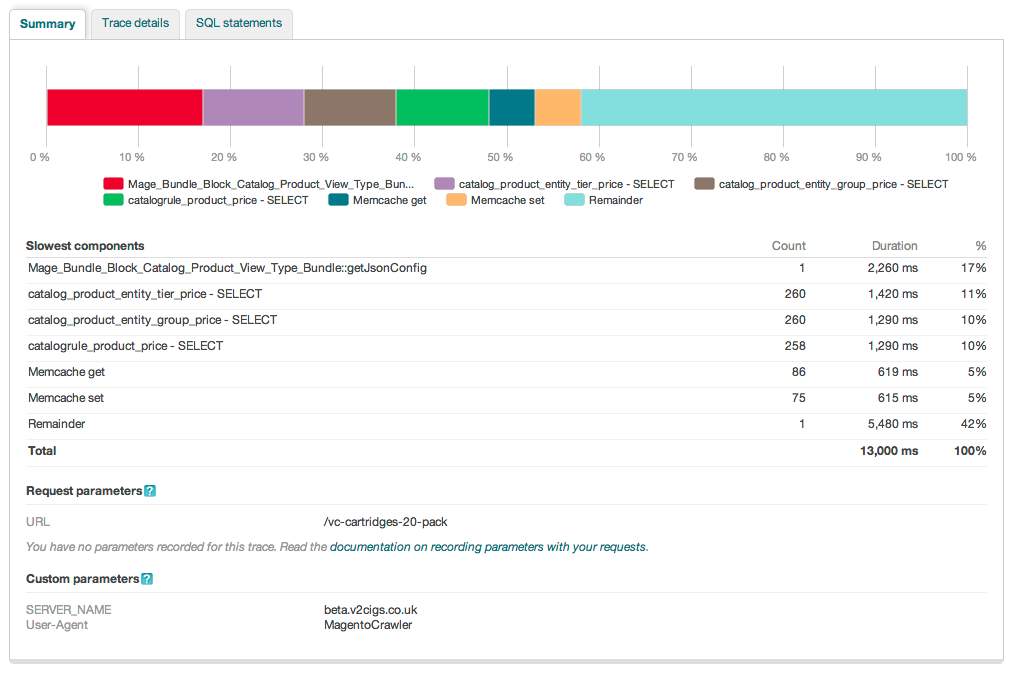 Summary Trace details SQL statements
0 % 10 % 20 % 30 % 40 % 50 % 60 % 70 % 80 % 90 % 100 %
Mage_Bundle_Block_Catalog_Product_View_Type_Bun... catalog_product_entity_tier_price - SELECT catalog_product_entity_group_price - SELECT
catalogrule_product_price - SELECT Memcache get Memcache set Remainder
Slowest components Count Duration %
Mage_Bundle_Block_Catalog_Product_View_Type_Bundle::getJsonConfig 1 2,260 ms 17%
catalog_product_entity_tier_price - SELECT 260 1,420 ms 11%
catalog_product_entity_group_price - SELECT 260 1,290 ms 10%
catalogrule_product_price - SELECT 258 1,290 ms 10%
Memcache get 86 619 ms 5%
Memcache set 75 615 ms 5%
Remainder 1 5,480 ms 42%
Total 13,000 ms 100%
Request parameters ?
URL /vc-cartridges-20-pack
You have no parameters recorded for this trace. Read the documentation on recording parameters with your requests.
Custom parameters ?
SERVER_NAME beta.v2cigs.co.uk
User-Agent MagentoCrawler